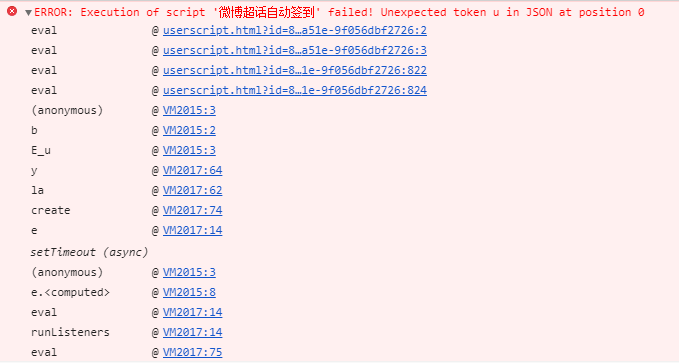 ERROR: Execution of script '微博超话自动签到' failed! Unexpected token u in JSON at position 0
eval @ userscript.html?id=8…a51e-9f056dbf2726:2
eval @ userscript.html?id=8…a51e-9f056dbf2726:3
eval @ userscript.html?id=8…1e-9f056dbf2726:822
eval @ userscript.html?id=8…1e-9f056dbf2726:824
(anonymous) @ VM2015:3
b @ VM2015:2
E_u @ VM2015:3
y @ VM2017:64
la @ VM2017:62
create @ VM2017:74
e @ VM2017:14
setTimeout (async)
(anonymous) @ VM2015:3
e.<computed> @ VM2015:8
eval @ VM2017:14
runListeners @ VM2017:14
eval @ VM2017:75